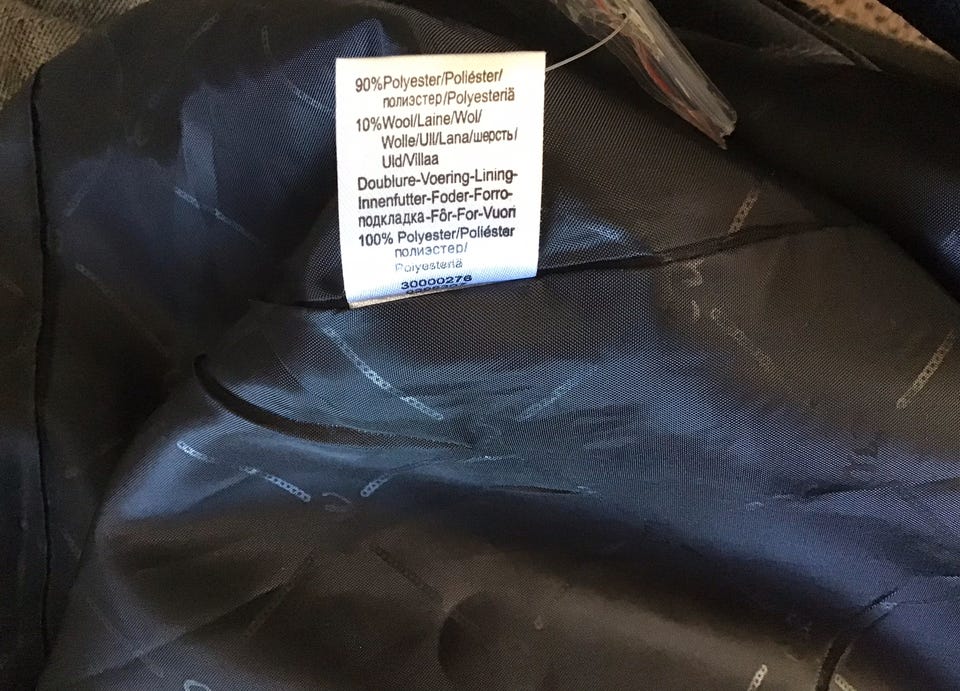 90%Polyester/Poliéster/
полиэстер/Polyesteriä
10%Wool/Laine/Wol/
Wolle/Ull/Lana/шерсть/
Uld/Villaa
Doublure-Voering-Lining-
Innenfutter-Foder-Forro-
подкладка-Fôr-For-Vuori
100% Polyester/Poliéster
полиэстер/
Polyesteriä
30000276